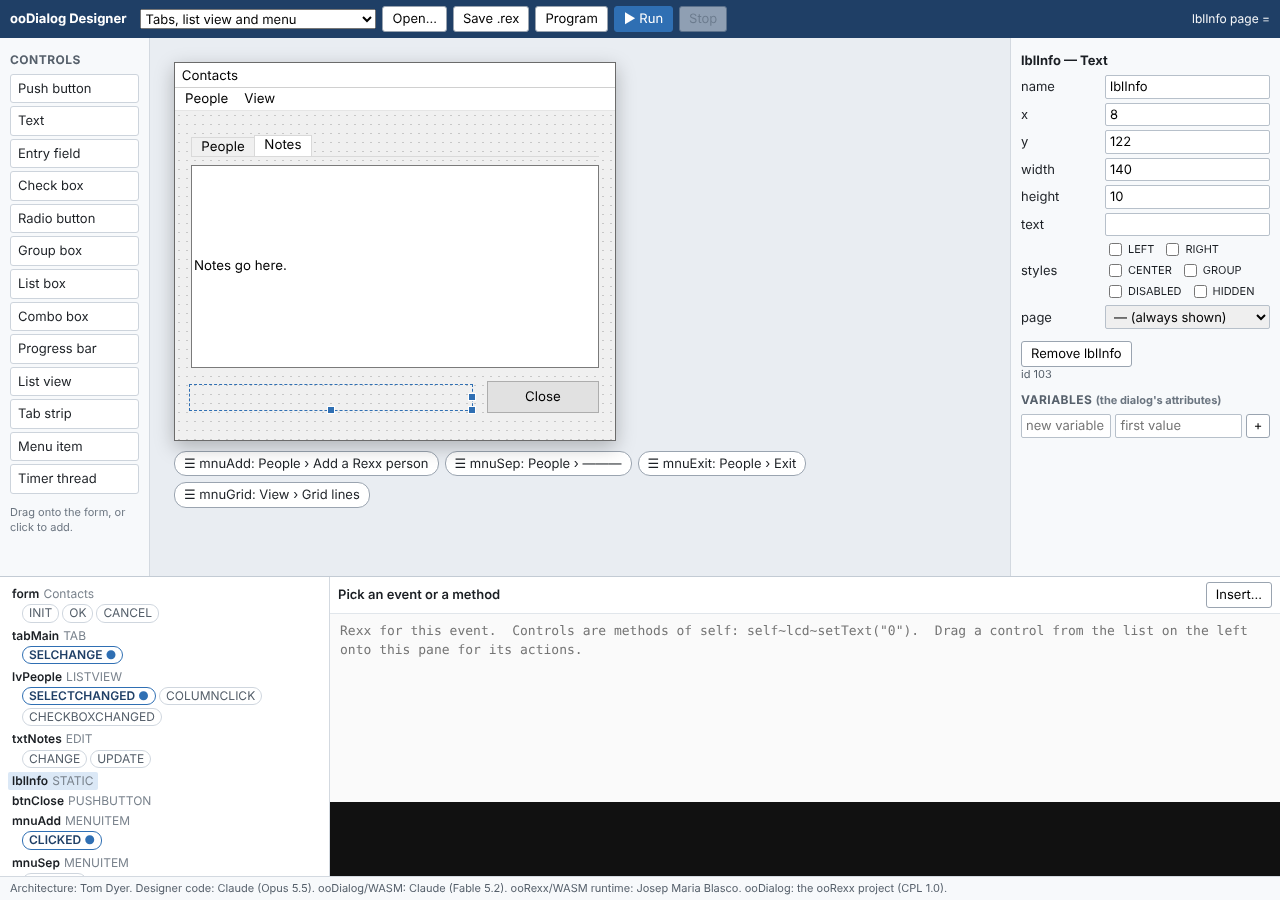 ooDialog Designer
Tabs, list view and menu
Open...
Save .rex
Program
▶ Run
Stop
lblInfo page =
CONTROLS
Push button
Text
Entry field
Check box
Radio button
Group box
List box
Combo box
Progress bar
List view
Tab strip
Menu item
Timer thread
Drag onto the form, or
click to add.
Contacts
People View
People Notes
Notes go here.
Close
☰ mnuAdd: People › Add a Rexx person
☰ mnuSep: People › ─────
☰ mnuExit: People › Exit
☰ mnuGrid: View › Grid lines
lblInfo — Text
name lblInfo
x 8
y 122
width 140
height 10
text
styles
LEFT RIGHT
CENTER GROUP
DISABLED HIDDEN
page — (always shown)
Remove lblInfo
id 103
VARIABLES (the dialog's attributes)
new variable first value +
form Contacts
INIT OK CANCEL
tabMain TAB
SELCHANGE
lvPeople LISTVIEW
SELECTCHANGED COLUMNCLICK
CHECKBOXCHANGED
txtNotes EDIT
CHANGE UPDATE
lblInfo STATIC
btnClose PUSHBUTTON
mnuAdd MENUITEM
CLICKED
mnuSep MENUITEM
Pick an event or a method
Insert...
Rexx for this event.  Controls are methods of self: self~lcd~setText("0").  Drag a control from the list on the left
onto this pane for its actions.
Architecture: Tom Dyer. Designer code: Claude (Opus 5.5). ooDialog/WASM: Claude (Fable 5.2). ooRexx/WASM runtime: Josep Maria Blasco. ooDialog: the ooRexx project (CPL 1.0).